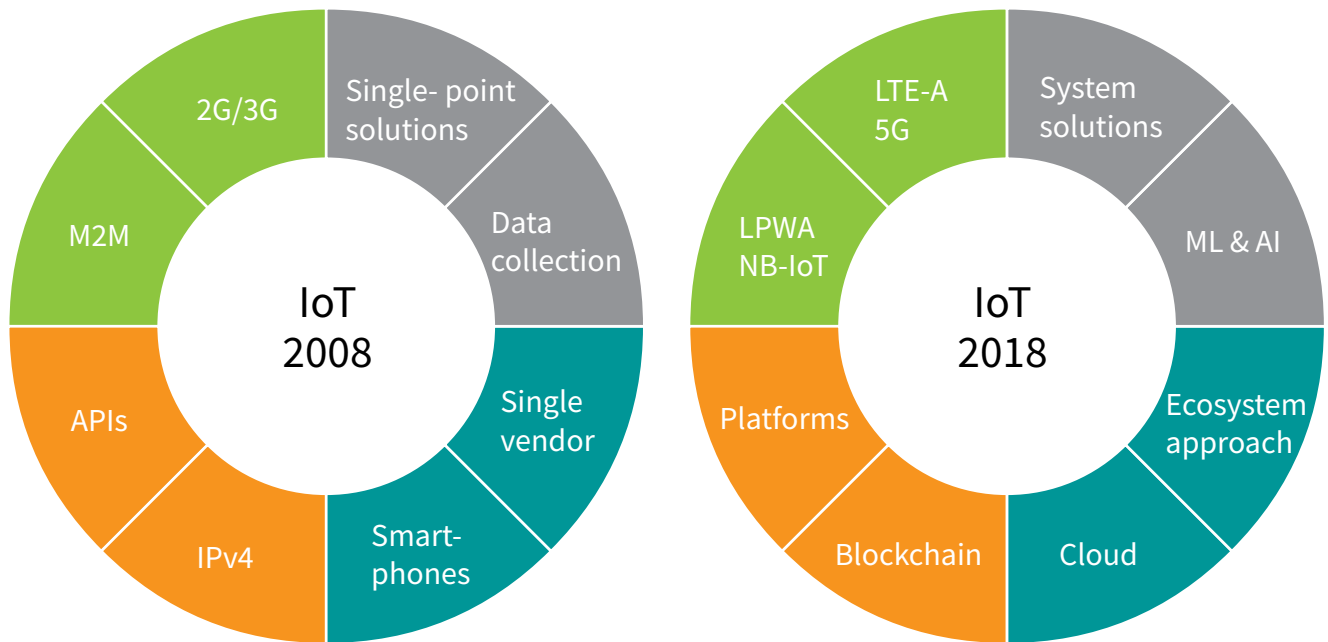 2G/3G
Single- point
solutions
M2M
Data
collection
IoT
2008
APIs
Single
vendor
IPv4
Smart-
phones
LTE-A
5G
System
solutions
LPWA
NB-IoT
ML & AI
IoT
2018
Platforms
Ecosystem
approach
Blockchain
Cloud